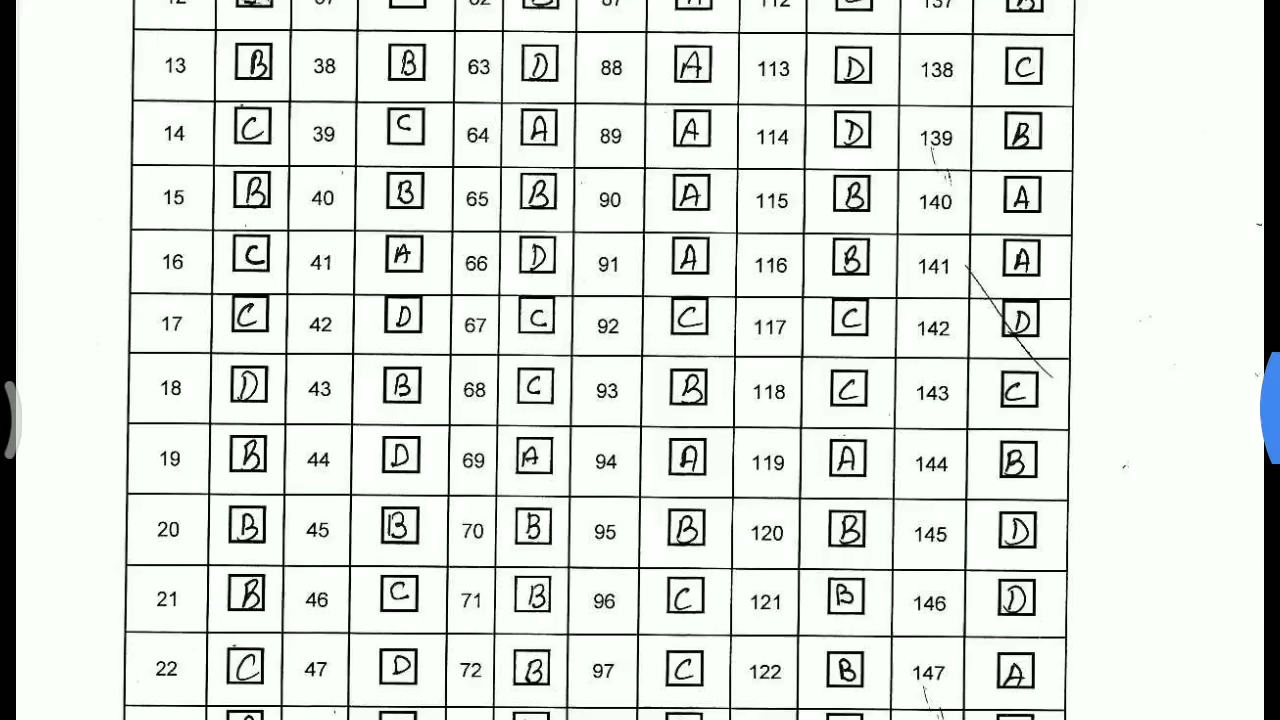 13 B 38 B 63 D 88 A 113 D 138 C
14 C 39 C 64 A 89 A 114 D 139 B
15 B 40 B 65 B 90 A 115 B 140 A
16 C 41 A 66 D 91 A 116 B 141 A
17 C 42 D 67 C 92 C 117 C 142 D
18 D 43 B 68 C 93 B 118 C 143 C
19 B 44 D 69 A 94 A 119 A 144 B
20 B 45 B 70 B 95 B 120 B 145 D
21 B 46 C 71 B 96 C 121 B 146 D
22 C 47 D 72 B 97 C 122 B 147 A